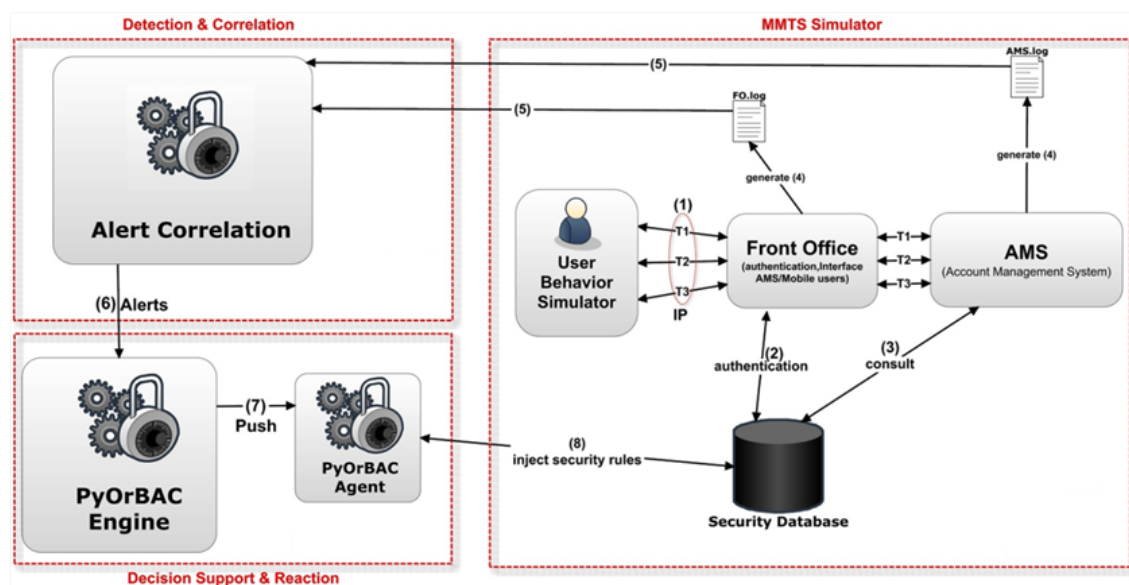 Detection & Correlation
MMTS Simulator
AMS.log
(5)
FO.log
(5)
generate (4)
generate (4)
Alert Correlation
(1)
T1
T2
T3
IP
User
Behavior
Simulator
Front Office
(authentication,Interface
AMS/Mobile users)
T1
T2
T3
AMS
(Account Management System)
(6) Alerts
(2)
authentication
(3)
consult
(7)
Push
PyOrBAC
Engine
PyOrBAC
Agent
(8)
inject security rules
Security Database
Decision Support & Reaction